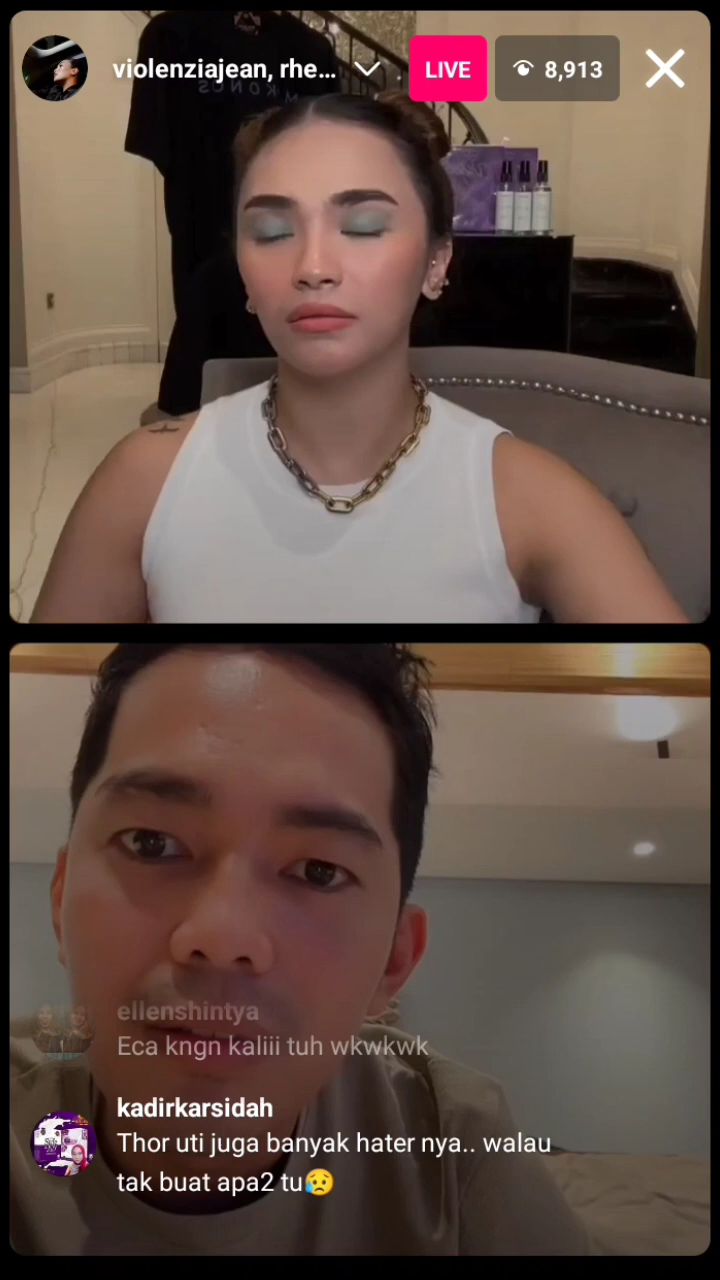 violenziajean, rhe...
LIVE
8,913
ellenshintya
Eca kngn kaliii tuh wkwkwk
kadirkarsidah
Thor uti juga banyak hater nya.. walau
tak buat apa2 tu😥